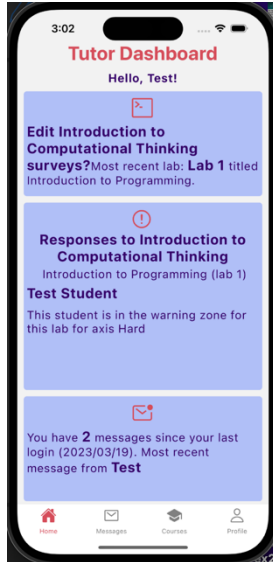 3:02
Tutor Dashboard
Hello, Test!
Edit Introduction to
Computational Thinking
surveys?Most recent lab: Lab 1 titled
Introduction to Programming.
Responses to Introduction to
Computational Thinking
Introduction to Programming (lab 1)
Test Student
This student is in the warning zone for
this lab for axis Hard
You have 2 messages since your last
login (2023/03/19). Most recent
message from Test
Home Messages Courses Profile